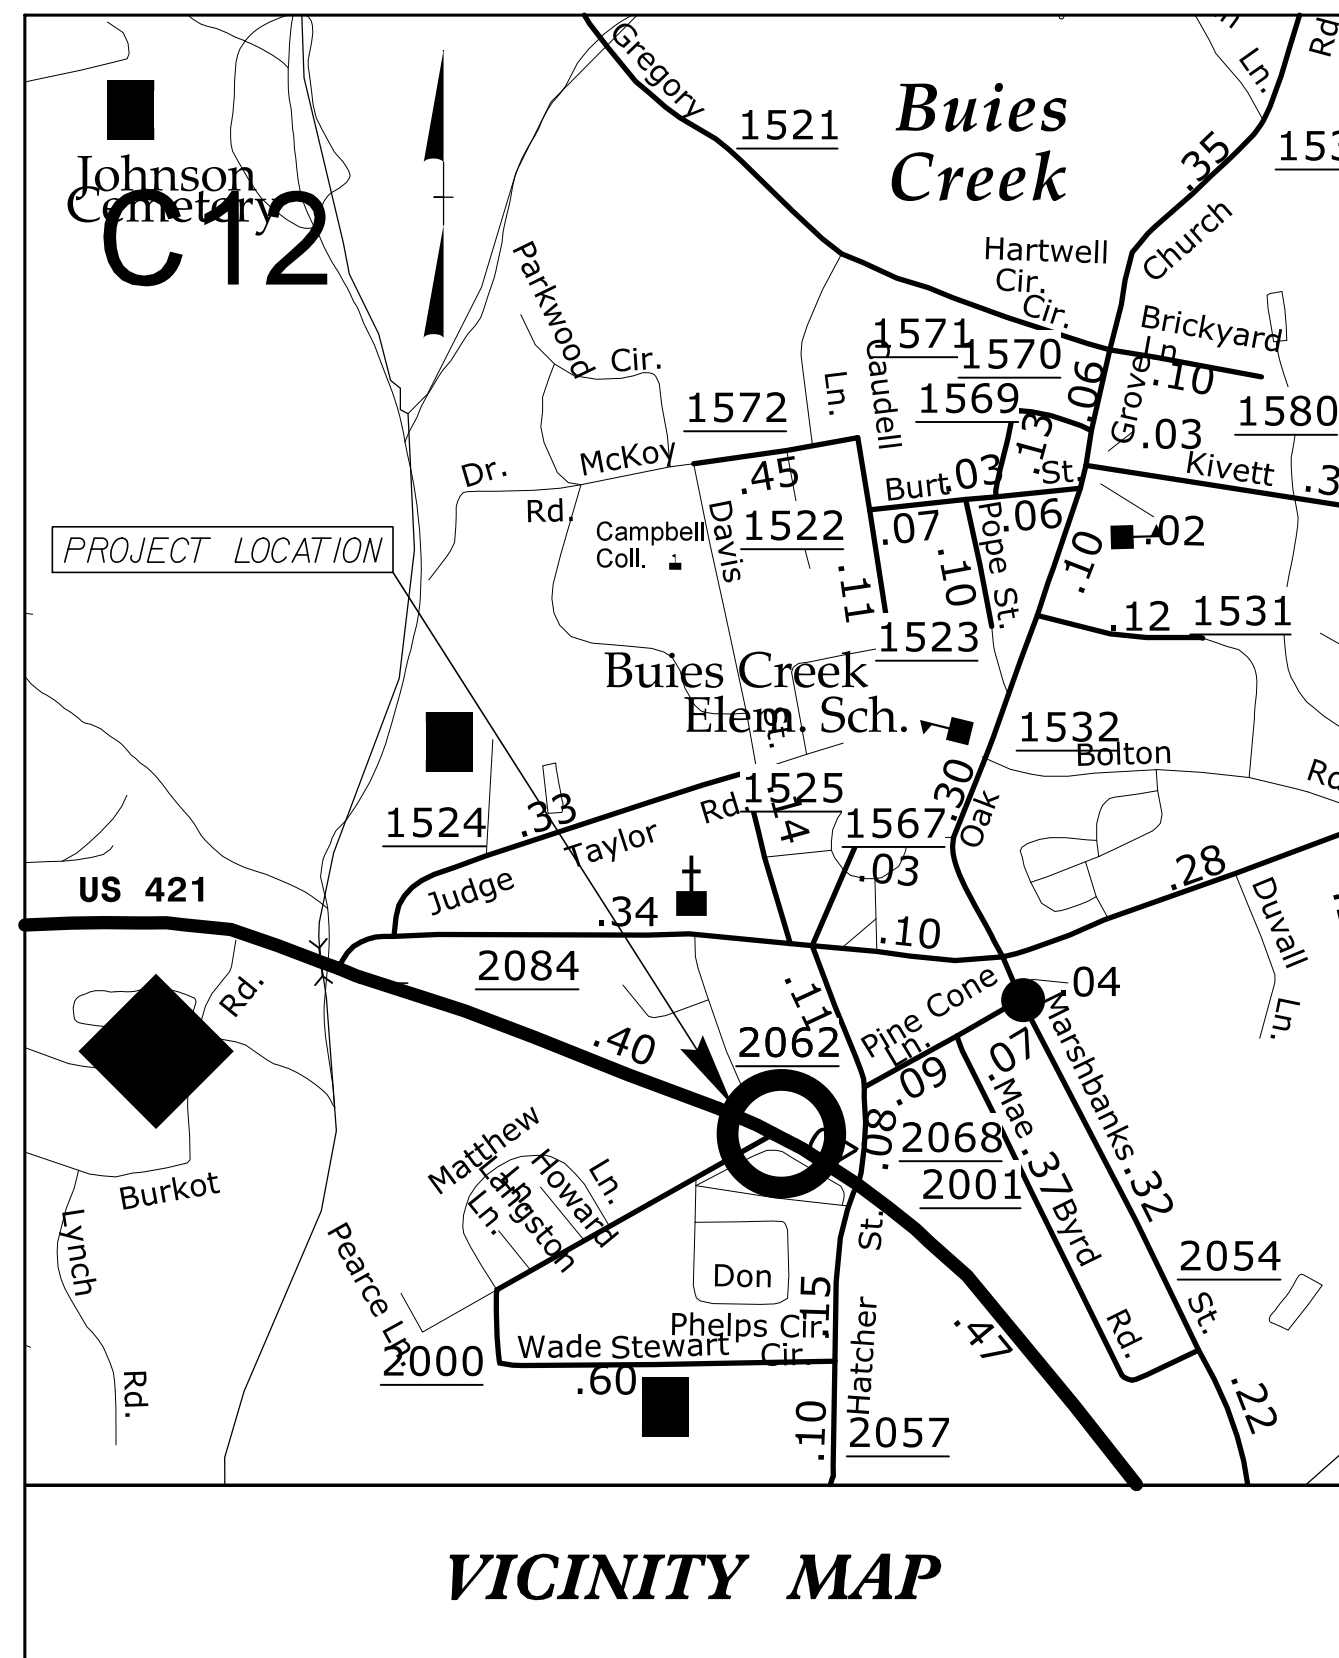 Gregory
1521
Buies
Creek
Ln.
Rd
.35
Johnson
Cemetery
C12
Church
Hartwell
Cir.
Cir.
Parkwood
Cir.
Brickyard
Ln
1571
1570
.06
.10
Ln.
Caudell
1569
Grove
.03
1580
1572
.13
McKoy
Dr.
Rd.
.45
Burt
.03
St.
Kivett
.3
PROJECT LOCATION
Campbell
Coll.
Davis
1522
.07
Pope St.
.06
.02
.10
.10
.11
.12
1531
1523
Buies Creek
Elem. Sch.
St.
1532
Bolton
Rd
1525
.30
Oak
.33
Rd.
.14
1524
Taylor
1567
.03
Judge
.28
US 421
.34
.10
Duvall
Ln.
2084
Rd.
.11
Pine Cone
Ln.
.04
.40
2062
.07
Marshbanks
.09
Mae
.08
2068
2001
.37
Byrd
Rd.
.32
Matthew
Ln.
Langston
Ln.
Howard
Ln.
Burkot
Lynch
Rd.
Pearce Ln.
St.
Don
Phelps Cir.
.15
2054
St.
Wade Stewart
Cir.
Hatcher
.47
2000
.60
.22
.10
2057
VICINITY MAP